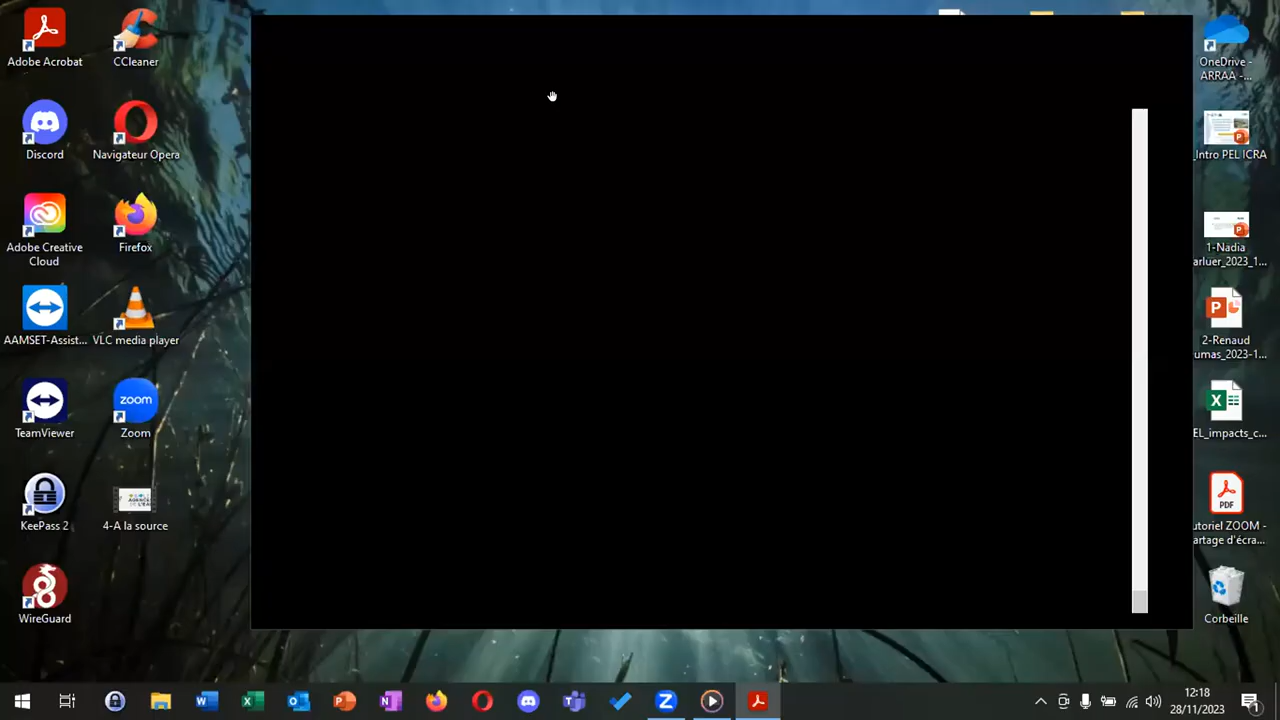 Adobe Acrobat
CCleaner
Discord
Navigateur Opera
Adobe Creative
Cloud
Firefox
AAMSET-Assist...
VLC media player
TeamViewer
zoom
Zoom
KeePass 2
4-A la source
WireGuard
OneDrive -
ARRAA -...
_Intro PEL ICRA
1-Nadia
arluer_2023_1...
2-Renaud
umas_2023-1...
EL_impacts_c...
PDF
utoriel ZOOM -
artage d'écra...
Corbeille
12:18
28/11/2023